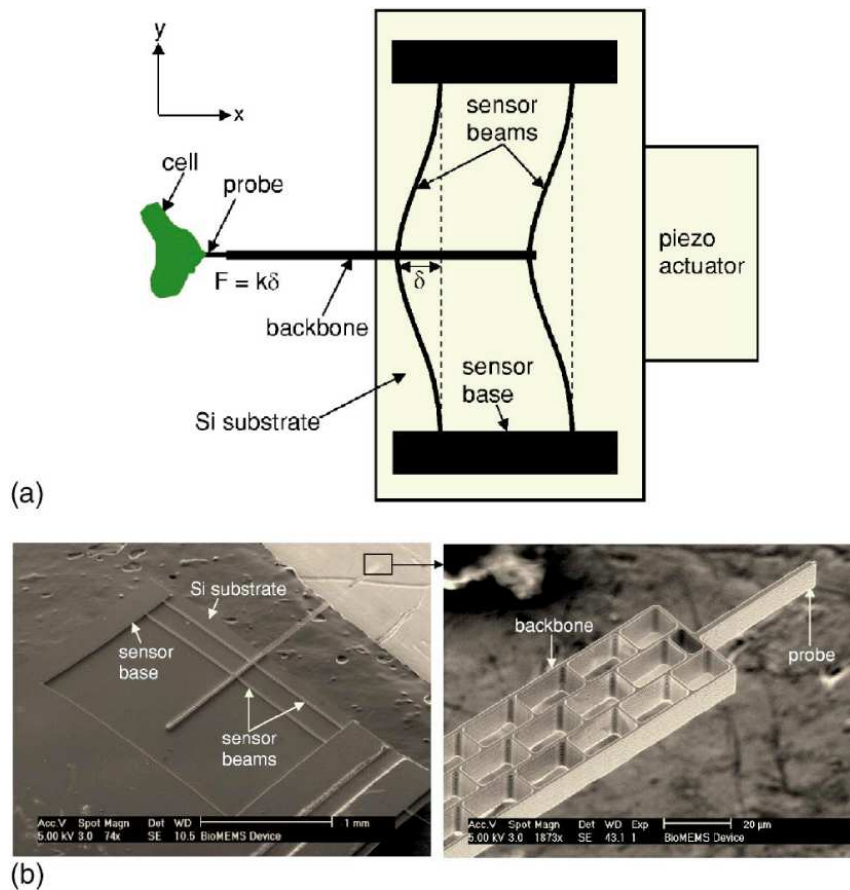 y
x
cell
probe
F = kδ
backbone
δ
sensor
beams
piezo
actuator
sensor
base
Si substrate
(a)
Si substrate
sensor
base
sensor
beams
Acc.V Spot Magn Det WD 1 mm
5.00 kV 3.0 74x SE 10.5 BioMEMS Device
backbone
probe
Acc.V Spot Magn Det WD Exp 20 µm
5.00 kV 3.0 1873x SE 43.1 1 BioMEMS Device
(b)